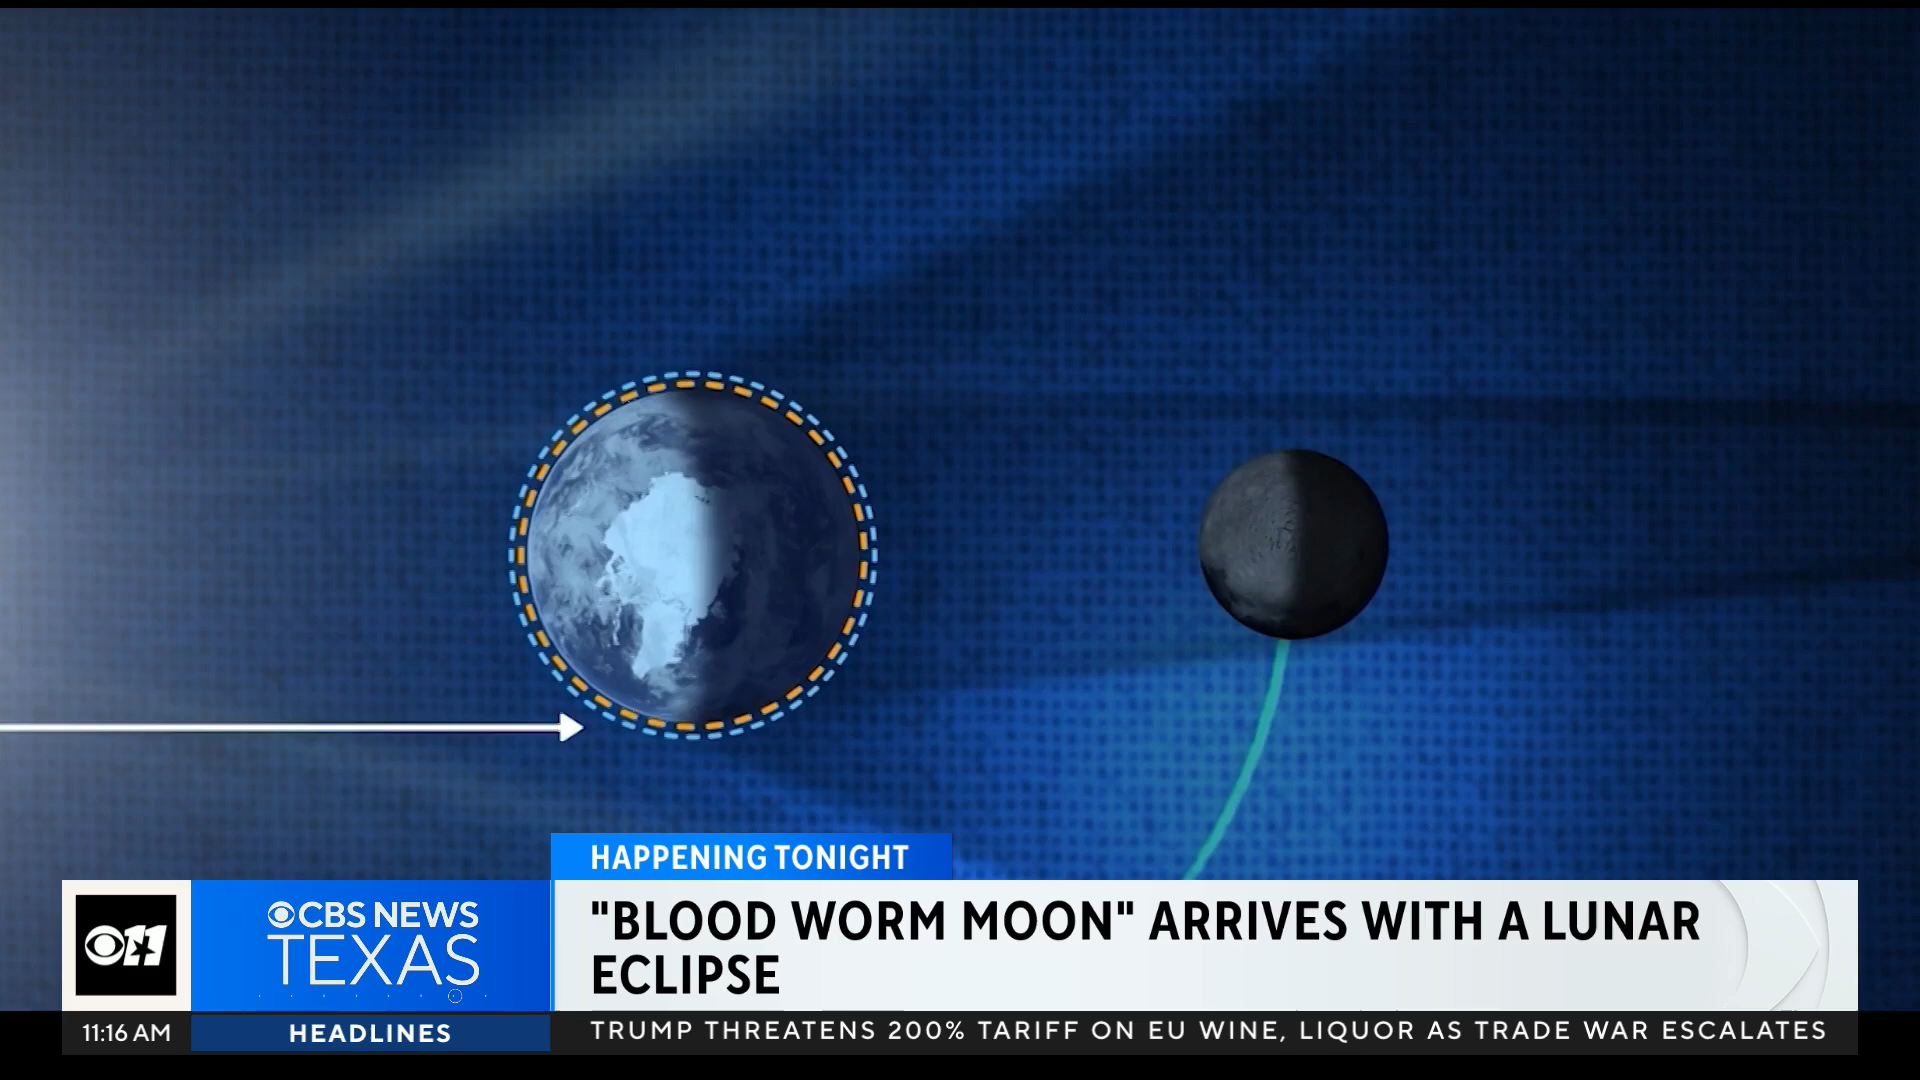 HAPPENING TONIGHT
"BLOOD WORM MOON" ARRIVES WITH A LUNAR
ECLIPSE
11
CBS NEWS
TEXAS
11:16 AM
HEADLINES
TRUMP THREATENS 200% TARIFF ON EU WINE, LIQUOR AS TRADE WAR ESCALATES